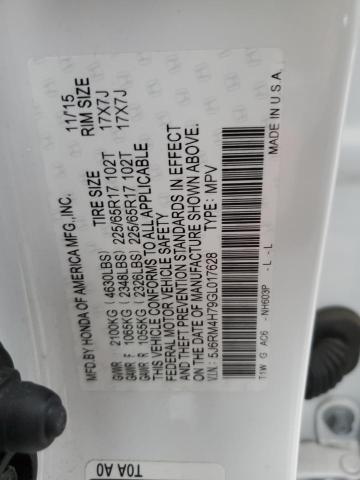 MFD.BY HONDA OF AMERICA MFG.,INC. 11/15
TIRE SIZE RIM SIZE
GVWR 2100KG (4630LBS) 225/65R17 102T 17X7J
GAWR F 1065KG (2348LBS) 225/65R17 102T 17X7J
GAWR R 1055KG (2326LBS)
THIS VEHICLE CONFORMS TO ALL APPLICABLE
FEDERAL MOTOR VEHICLE SAFETY
AND THEFT PREVENTION STANDARDS IN EFFECT
ON THE DATE OF MANUFACTURE SHOWN ABOVE.
V.I.N.: 5J6RM4H79GL017628 TYPE: MPV
T1W G AC6 - NH603P - L - L MADE IN U.S.A.
T0A A0